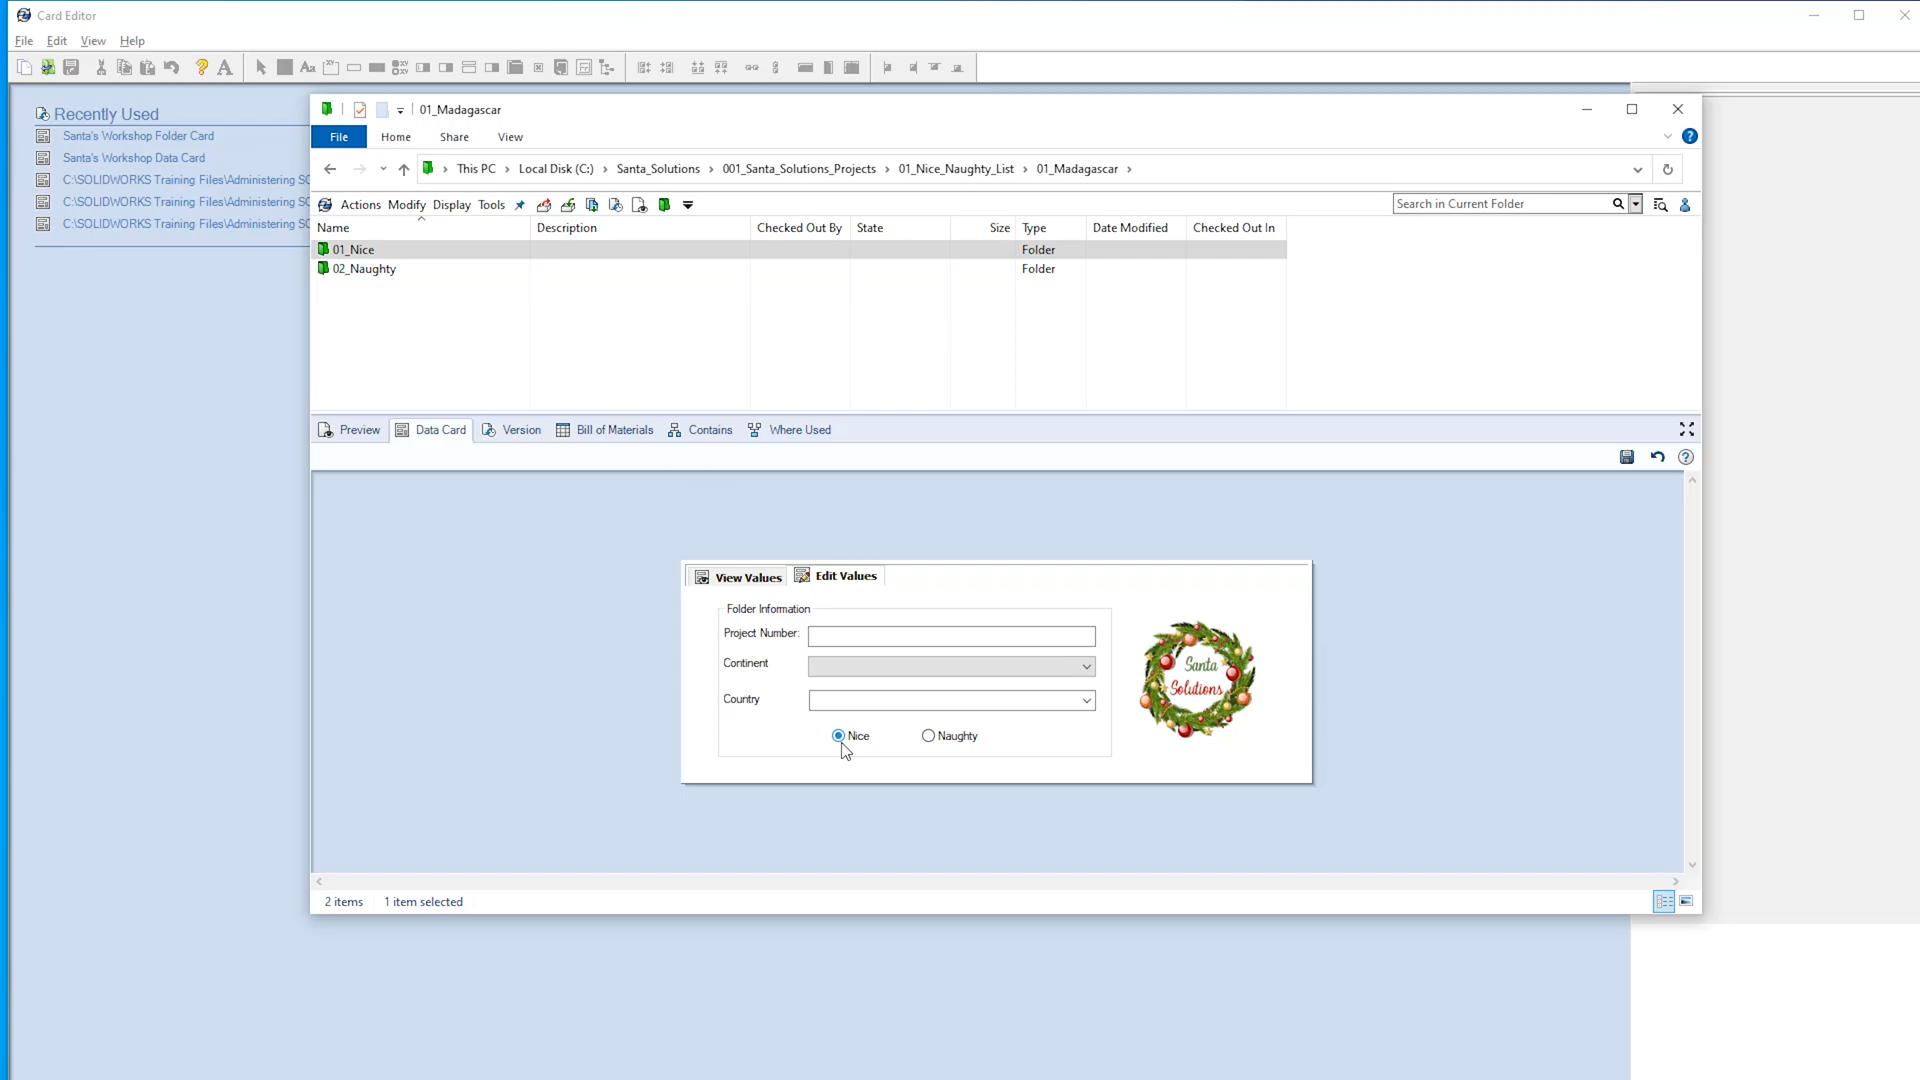 Card Editor
File Edit View Help
Recently Used
Santa's Workshop Folder Card
Santa's Workshop Data Card
C:\SOLIDWORKS Training Files\Administering SO
C:\SOLIDWORKS Training Files\Administering SO
C:\SOLIDWORKS Training Files\Administering SO
01_Madagascar
File Home Share View
This PC › Local Disk (C:) › Santa_Solutions › 001_Santa_Solutions_Projects › 01_Nice_Naughty_List › 01_Madagascar ›
Actions Modify Display Tools
Search in Current Folder
Name Description Checked Out By State Size Type Date Modified Checked Out In
01_Nice Folder
02_Naughty Folder
Preview Data Card Version Bill of Materials Contains Where Used
View Values Edit Values
Folder Information
Project Number:
Continent
Country
Nice Naughty
Santa
Solutions
2 items 1 item selected